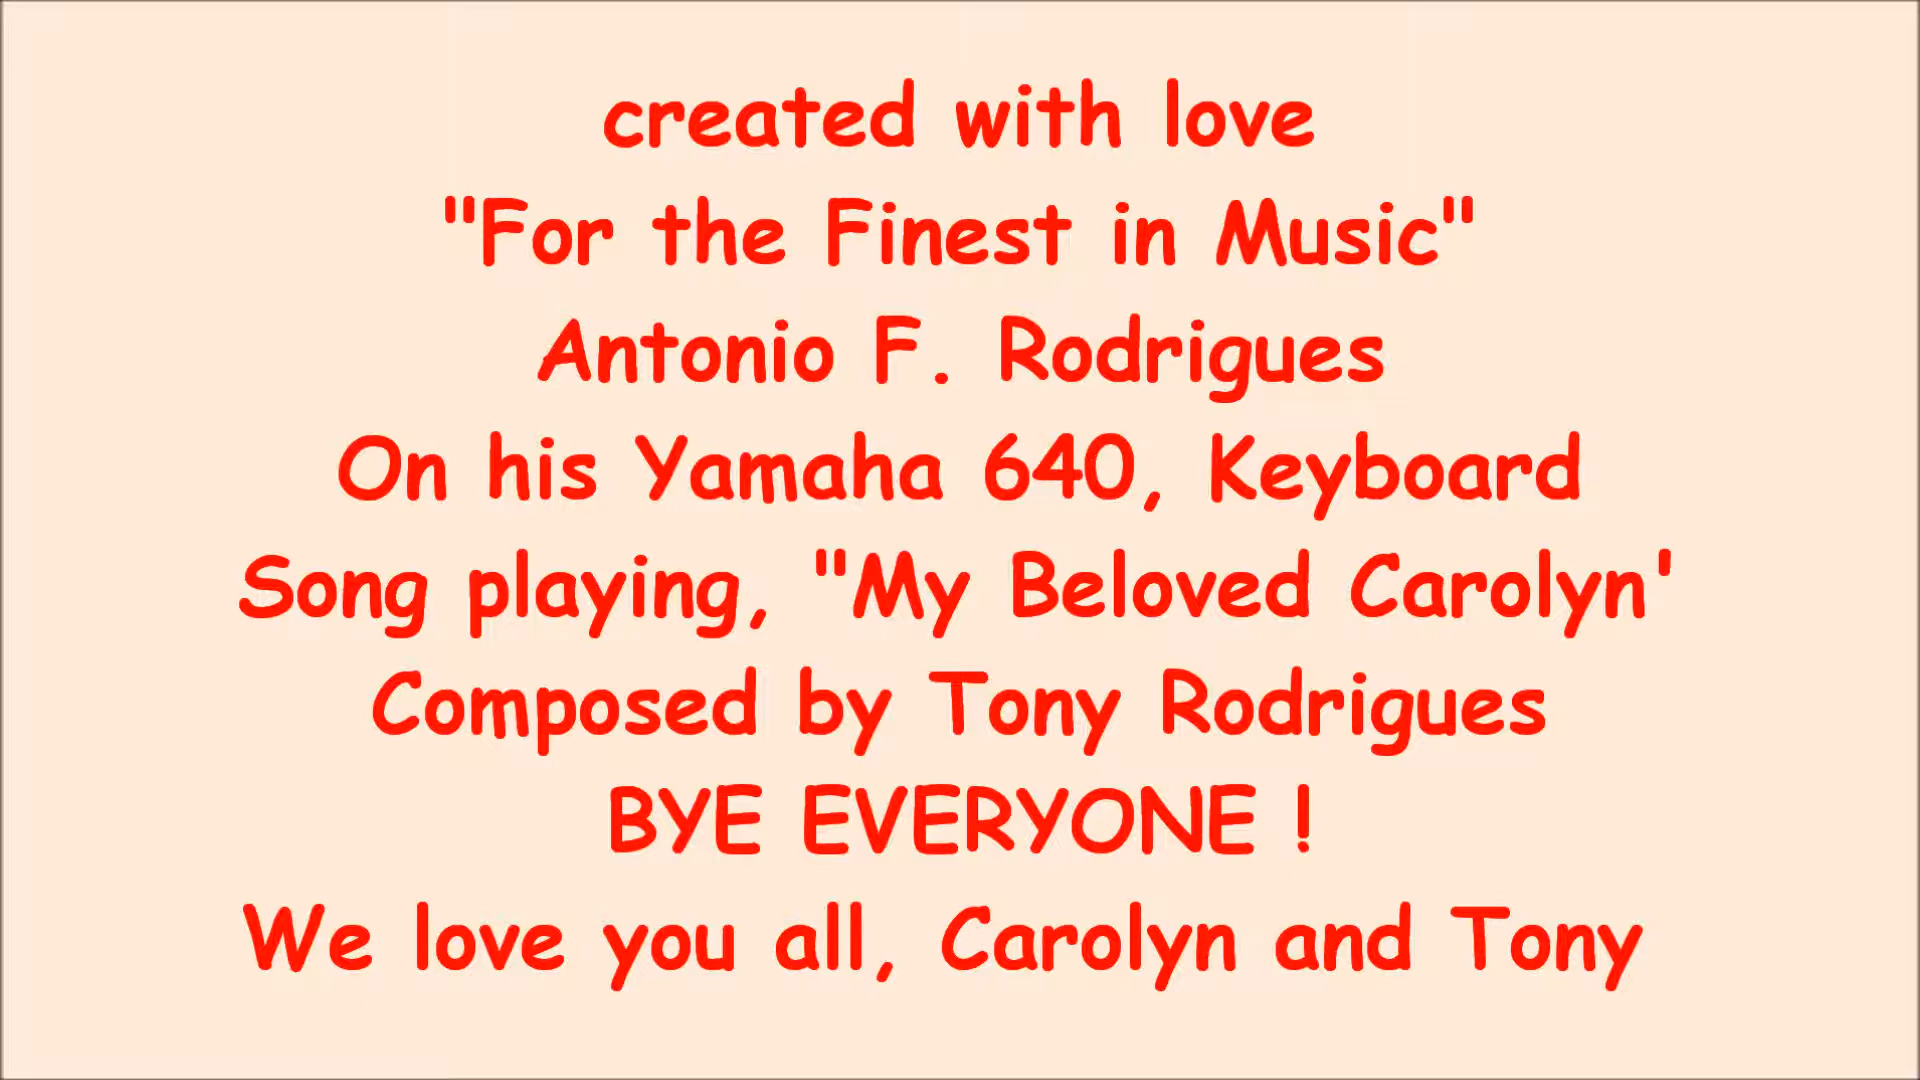 created with love
"For the Finest in Music"
Antonio F. Rodrigues
On his Yamaha 640, Keyboard
Song playing, "My Beloved Carolyn'
Composed by Tony Rodrigues
BYE EVERYONE !
We love you all, Carolyn and Tony